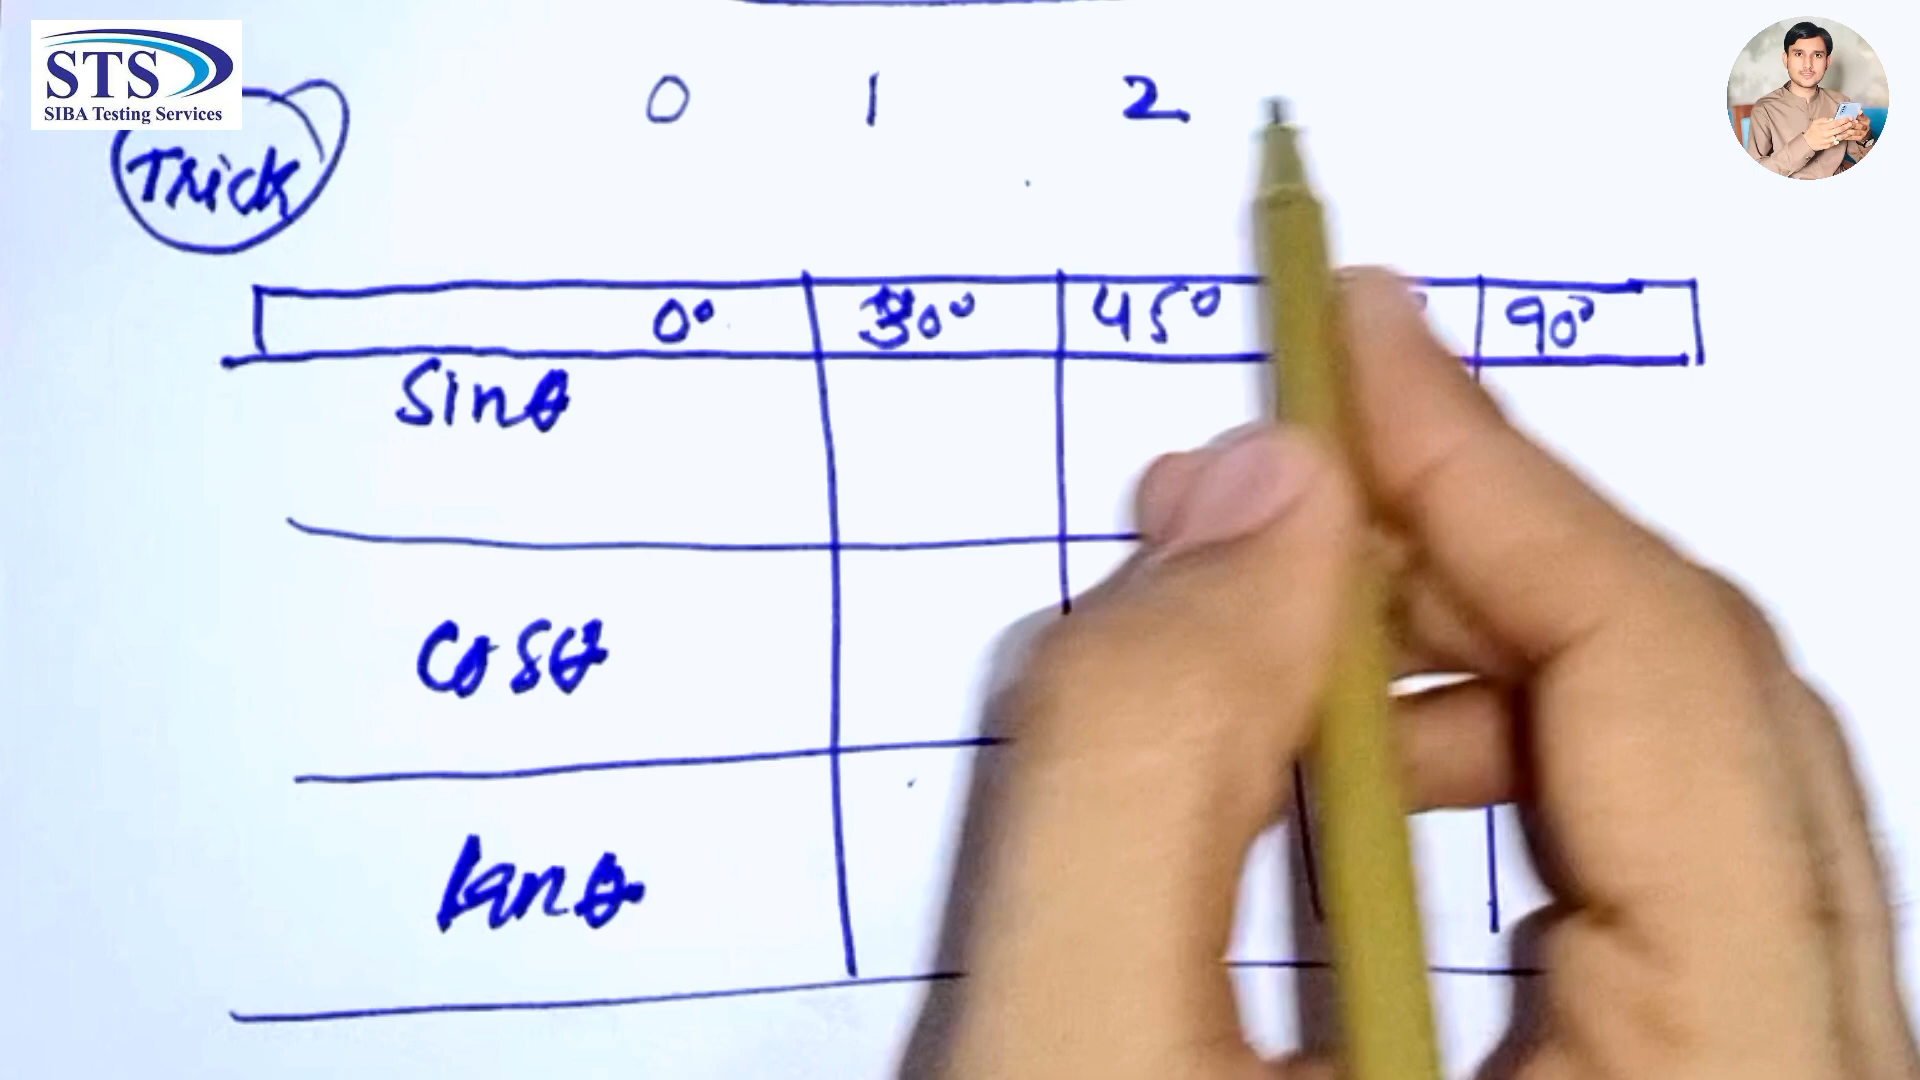 STS
SIBA Testing Services
0 1 2
Trick
0° 30° 45° 90°
Sinθ
Cosθ
tanθ